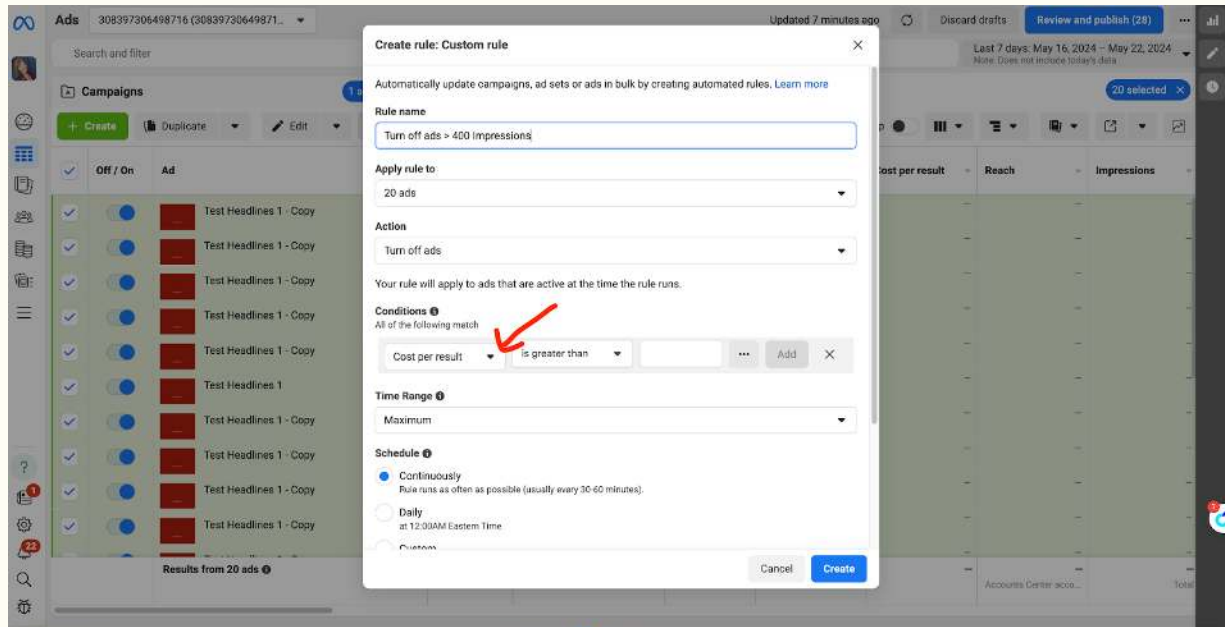 Ads
308397306498716 (30839730649871...
Updated 7 minutes ago
Discard drafts
Review and publish (28)
Search and filter
Last 7 days: May 16, 2024 – May 22, 2024
Note: Does not include today's data
Campaigns
20 selected
+ Create
Duplicate
Edit
Off / On
Ad
Cost per result
Reach
Impressions
Test Headlines 1 - Copy
Test Headlines 1 - Copy
Test Headlines 1 - Copy
Test Headlines 1 - Copy
Test Headlines 1 - Copy
Test Headlines 1
Test Headlines 1 - Copy
Test Headlines 1 - Copy
Test Headlines 1 - Copy
Test Headlines 1 - Copy
Results from 20 ads
Accounts Center acco...
Total
Create rule: Custom rule
Automatically update campaigns, ad sets or ads in bulk by creating automated rules. Learn more
Rule name
Turn off ads > 400 Impressions
Apply rule to
20 ads
Action
Turn off ads
Your rule will apply to ads that are active at the time the rule runs.
Conditions
All of the following match
Cost per result
is greater than
Add
Time Range
Maximum
Schedule
Continuously
Rule runs as often as possible (usually every 30-60 minutes).
Daily
at 12:00AM Eastern Time
Custom
Cancel
Create
?
1
22